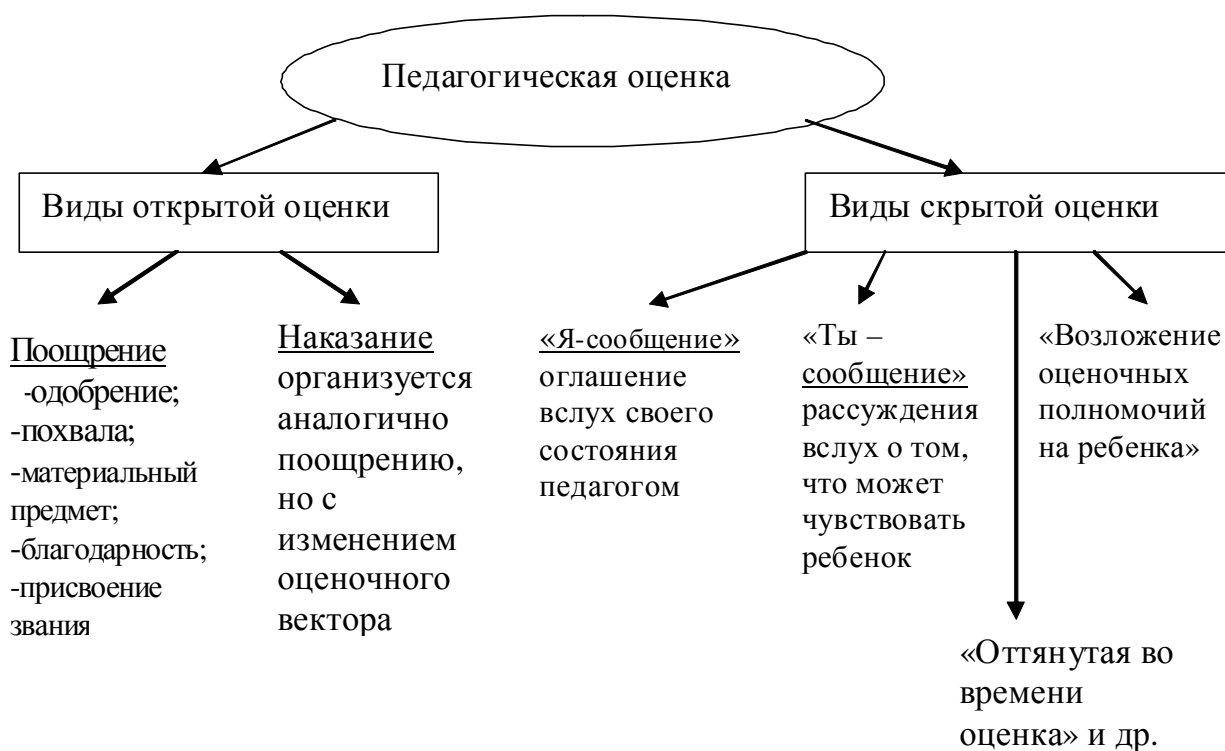 Педагогическая оценка
Виды открытой оценки
Виды скрытой оценки
Поощрение
-одобрение;
-похвала;
-материальный
предмет;
-благодарность;
-присвоение
звания
Наказание
организуется
аналогично
поощрению,
но с
изменением
оценочного
вектора
«Я-сообщение»
оглашение
вслух своего
состояния
педагогом
«Ты –
сообщение»
рассуждения
вслух о том,
что может
чувствовать
ребенок
«Возложение
оценочных
полномочий
на ребенка»
«Оттянутая во
времени
оценка» и др.